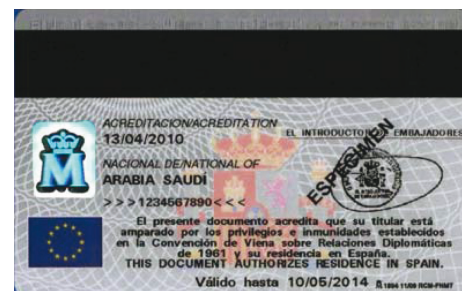 ACREDITACION/ACREDITATION
13/04/2010
EL INTRODUCTOR DE EMBAJADORES
NACIONAL DE/NATIONAL OF
ARABIA SAUDÍ
ESPECIMEN
M
>>>1234567890<<<
El presente documento acredita que su titular está
amparado por los privilegios e inmunidades establecidos
en la Convención de Viena sobre Relaciones Diplomáticas
de 1961 y su residencia en España.
THIS DOCUMENT AUTHORIZES RESIDENCE IN SPAIN.
Válido hasta 10/05/2014